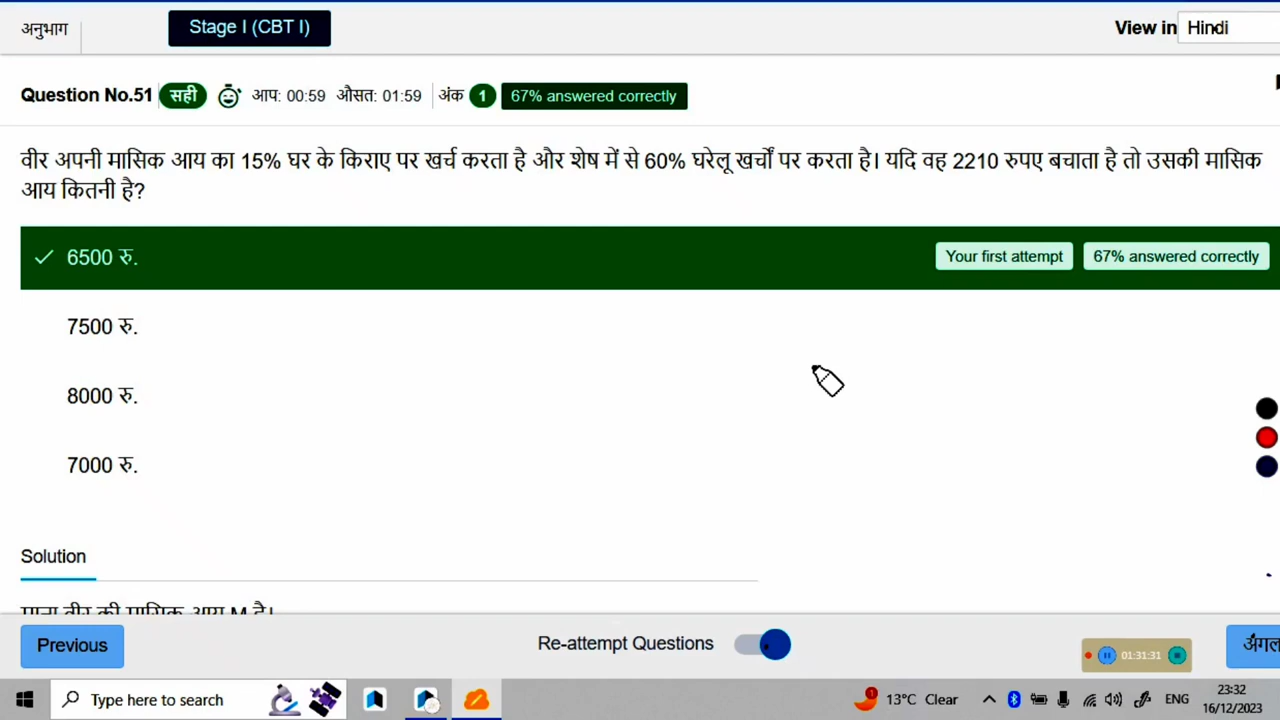 अनुभाग Stage I (CBT I) View in Hindi
Question No.51 सही आप: 00:59 औसत: 01:59 अंक 1 67% answered correctly
वीर अपनी मासिक आय का 15% घर के किराए पर खर्च करता है और शेष में से 60% घरेलू खर्चों पर करता है। यदि वह 2210 रुपए बचाता है तो उसकी मासिक
आय कितनी है?
6500 रु. Your first attempt 67% answered correctly
7500 रु.
8000 रु.
7000 रु.
Solution
माना वीर की मासिक आय M है।
Previous Re-attempt Questions 01:31:31
Type here to search 1 13°C Clear ENG 23:32
16/12/2023